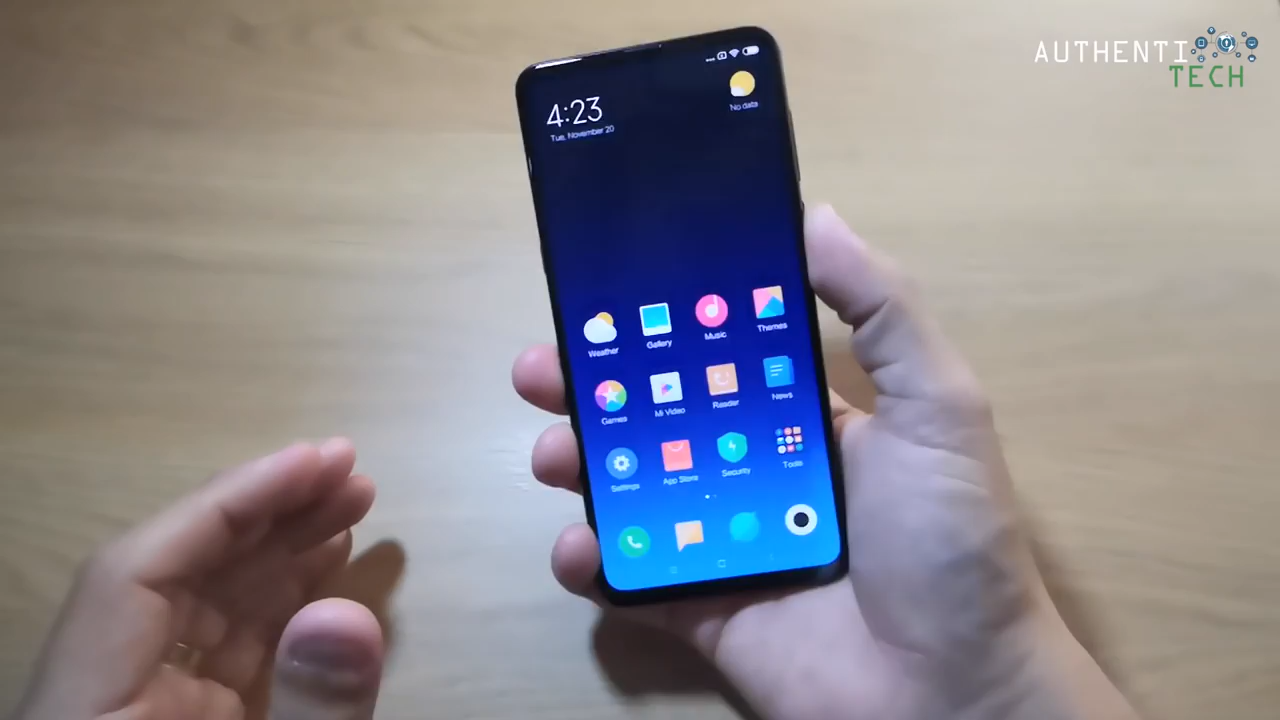 AUTHENTI
TECH
4:23
Tue, November 20
No data
Weather
Gallery
Music
Themes
Games
Mi Video
Reader
News
Settings
App Store
Security
Tools